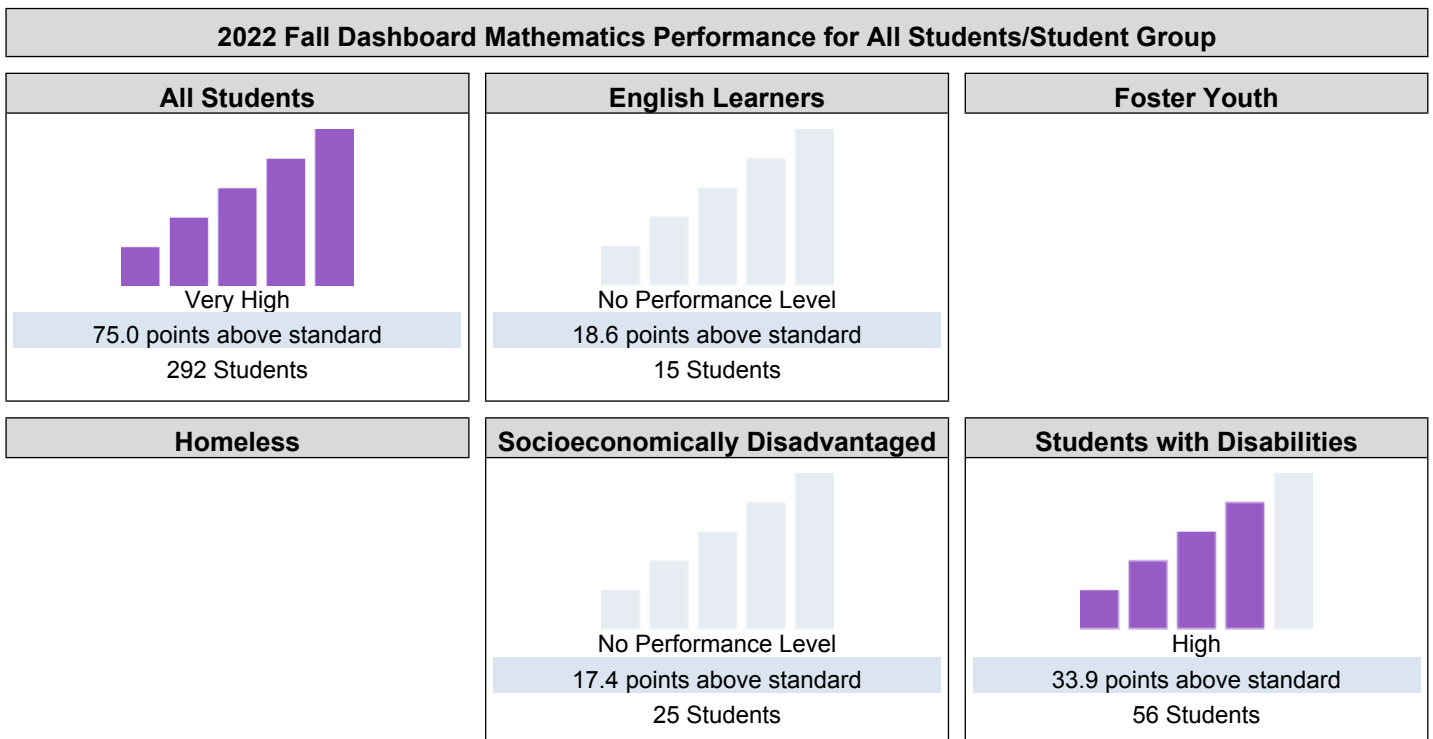 2022 Fall Dashboard Mathematics Performance for All Students/Student Group
All Students
Very High
75.0 points above standard
292 Students
English Learners
No Performance Level
18.6 points above standard
15 Students
Foster Youth
Homeless
Socioeconomically Disadvantaged
No Performance Level
17.4 points above standard
25 Students
Students with Disabilities
High
33.9 points above standard
56 Students